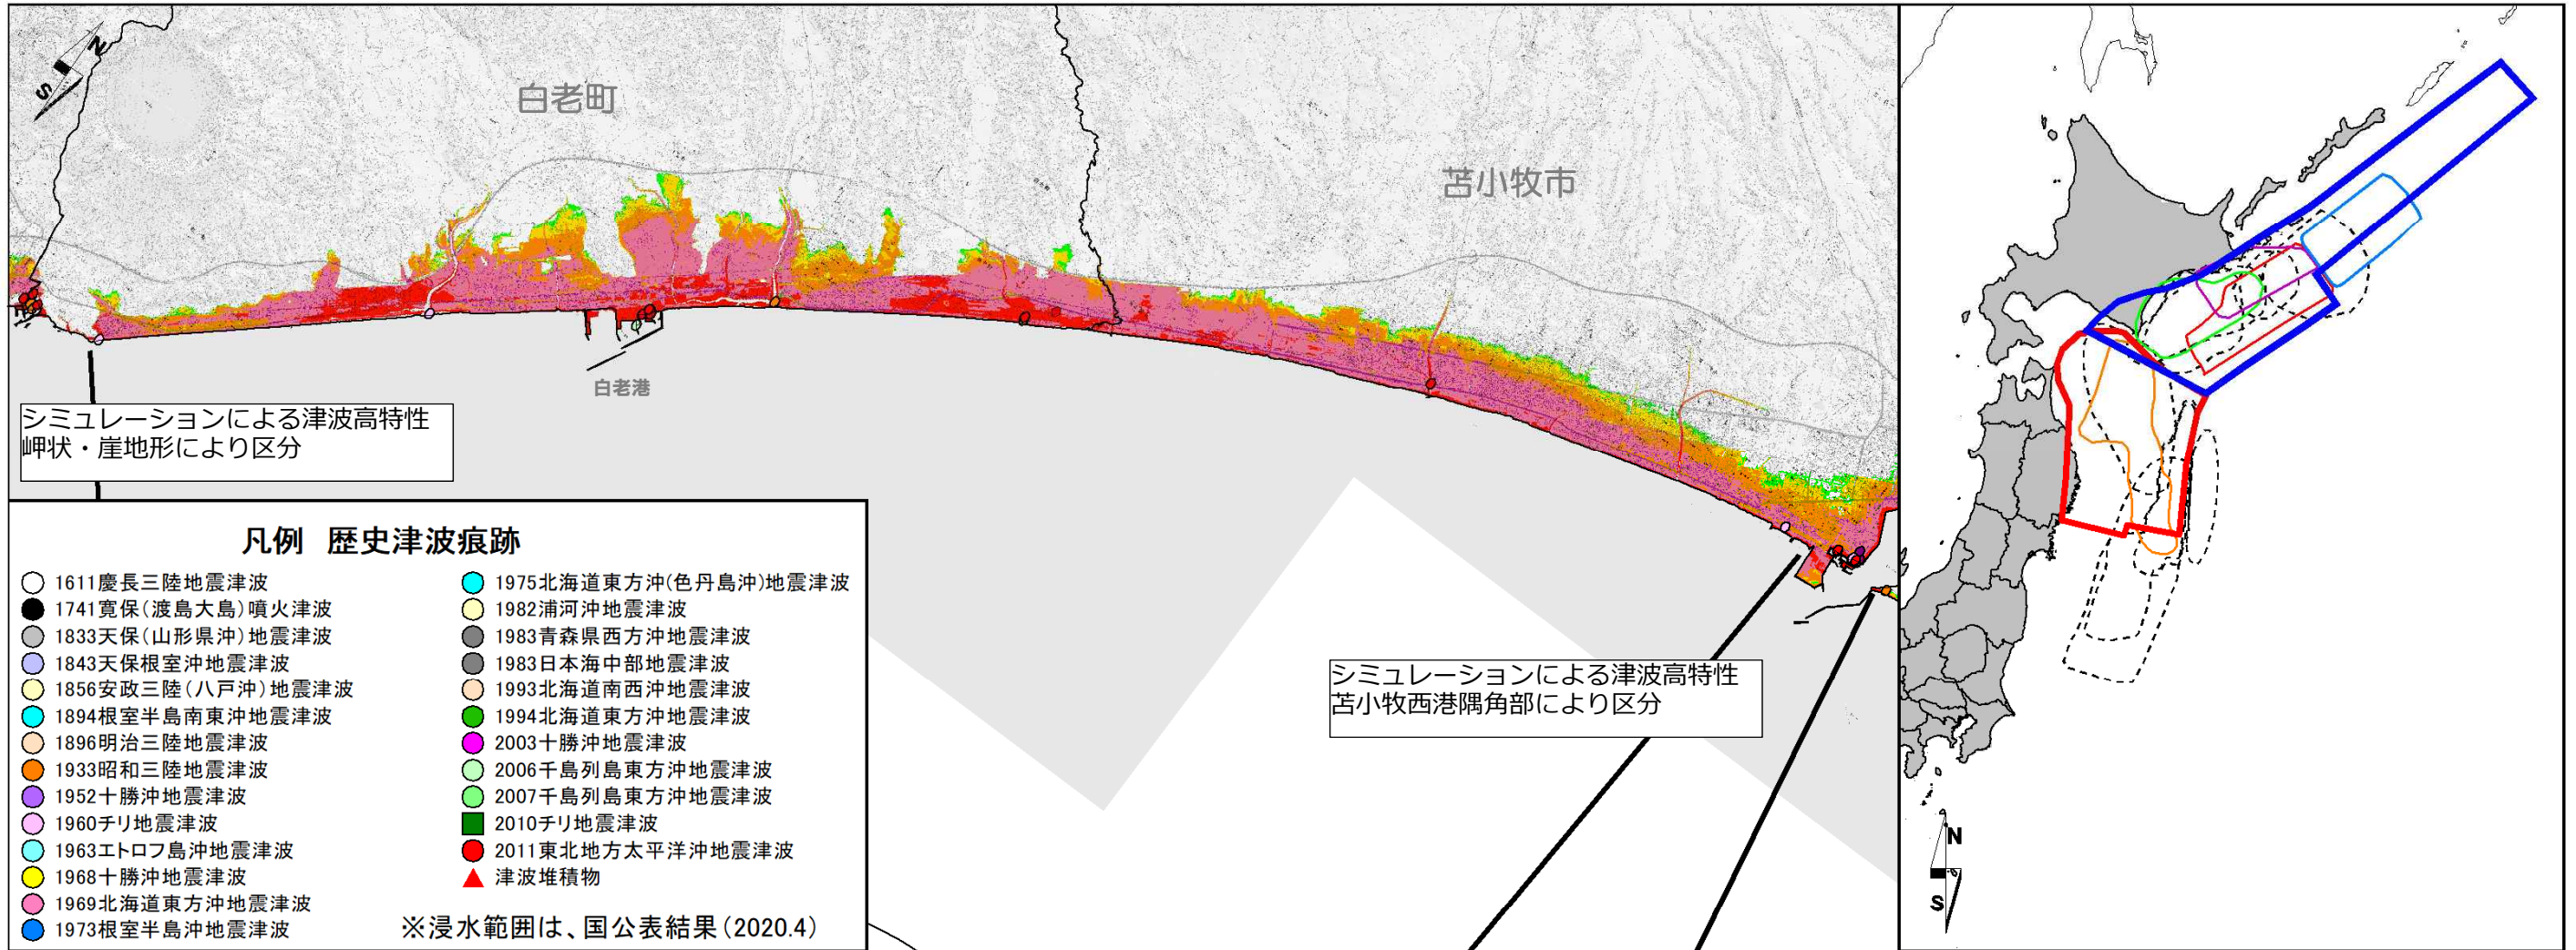 N
S
白老町
苫小牧市
白老港
シミュレーションによる津波高特性
岬状・崖地形により区分
シミュレーションによる津波高特性
苫小牧西港隅角部により区分
凡例 歴史津波痕跡
1611慶長三陸地震津波
1741寛保(渡島大島)噴火津波
1833天保(山形県沖)地震津波
1843天保根室沖地震津波
1856安政三陸(八戸沖)地震津波
1894根室半島南東沖地震津波
1896明治三陸地震津波
1933昭和三陸地震津波
1952十勝沖地震津波
1960チリ地震津波
1963エトロフ島沖地震津波
1968十勝沖地震津波
1969北海道東方沖地震津波
1973根室半島沖地震津波
1975北海道東方沖(色丹島沖)地震津波
1982浦河沖地震津波
1983青森県西方沖地震津波
1983日本海中部地震津波
1993北海道南西沖地震津波
1994北海道東方沖地震津波
2003十勝沖地震津波
2006千島列島東方沖地震津波
2007千島列島東方沖地震津波
2010チリ地震津波
2011東北地方太平洋沖地震津波
津波堆積物
※浸水範囲は、国公表結果(2020.4)
N
S